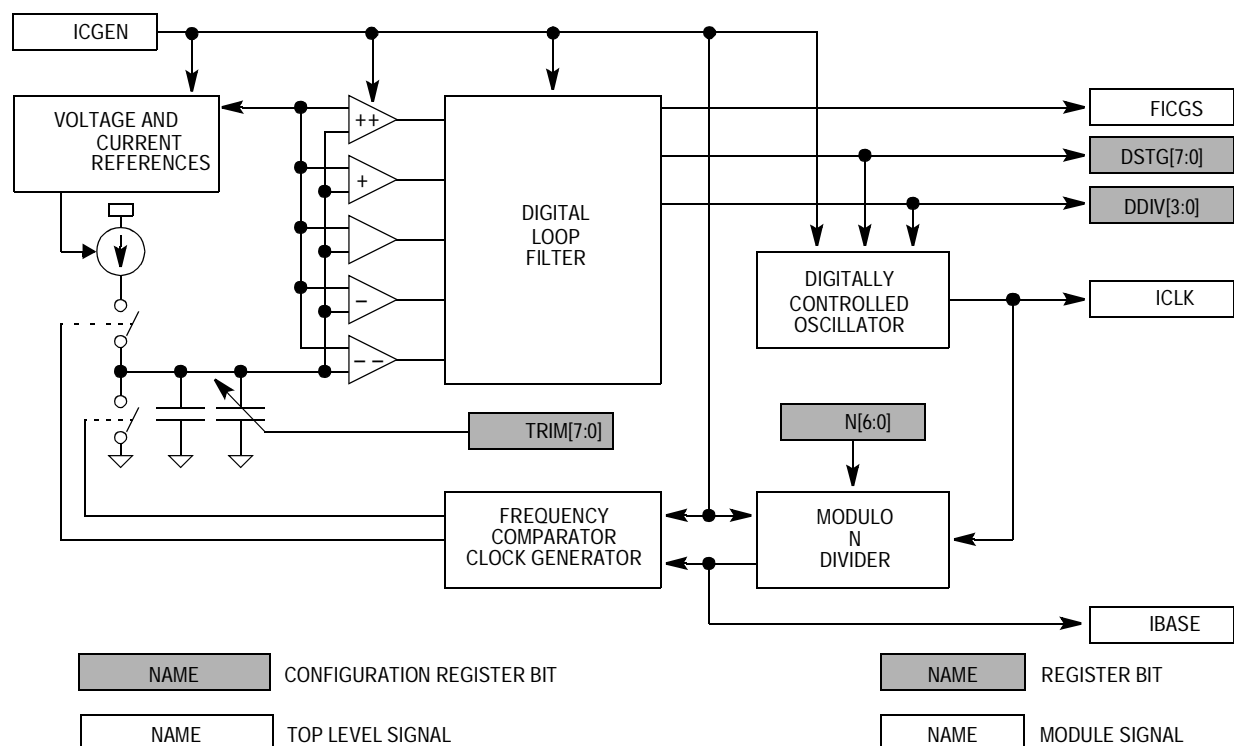 ICGEN
VOLTAGE AND
CURRENT
REFERENCES
++
+
−
− −
DIGITAL
LOOP
FILTER
FICGS
DSTG[7:0]
DDIV[3:0]
DIGITALLY
CONTROLLED
OSCILLATOR
ICLK
TRIM[7:0]
N[6:0]
FREQUENCY
COMPARATOR
CLOCK GENERATOR
MODULO
N
DIVIDER
IBASE
NAME CONFIGURATION REGISTER BIT
NAME REGISTER BIT
NAME TOP LEVEL SIGNAL
NAME MODULE SIGNAL